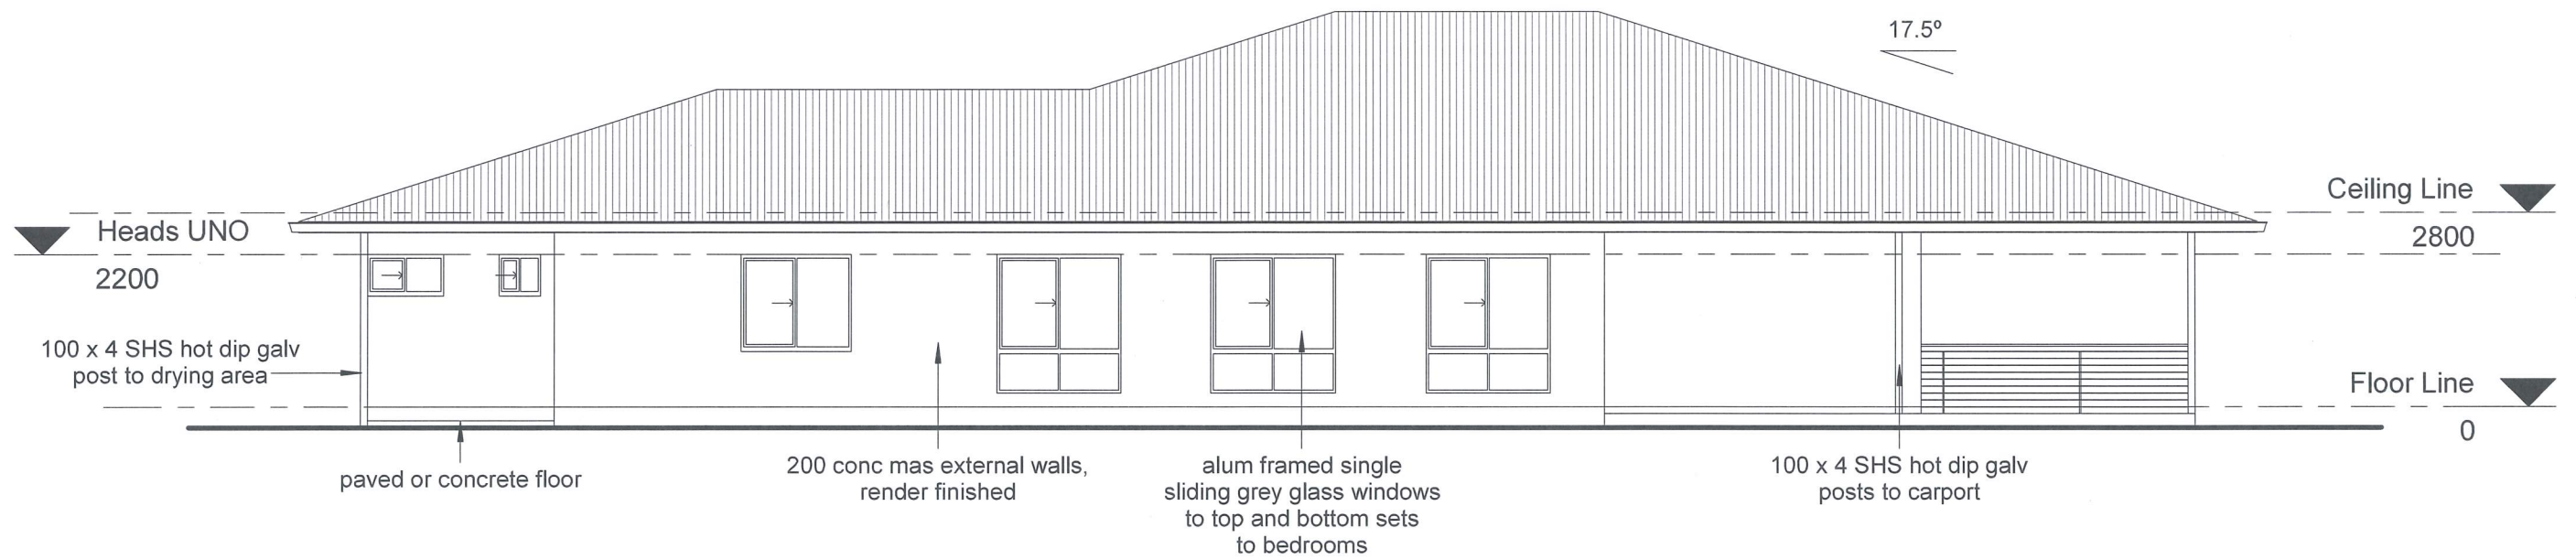 17.5º
Ceiling Line
2800
Heads UNO
2200
100 x 4 SHS hot dip galv
post to drying area
Floor Line
0
paved or concrete floor
200 conc mas external walls,
render finished
alum framed single
sliding grey glass windows
to top and bottom sets
to bedrooms
100 x 4 SHS hot dip galv
posts to carport